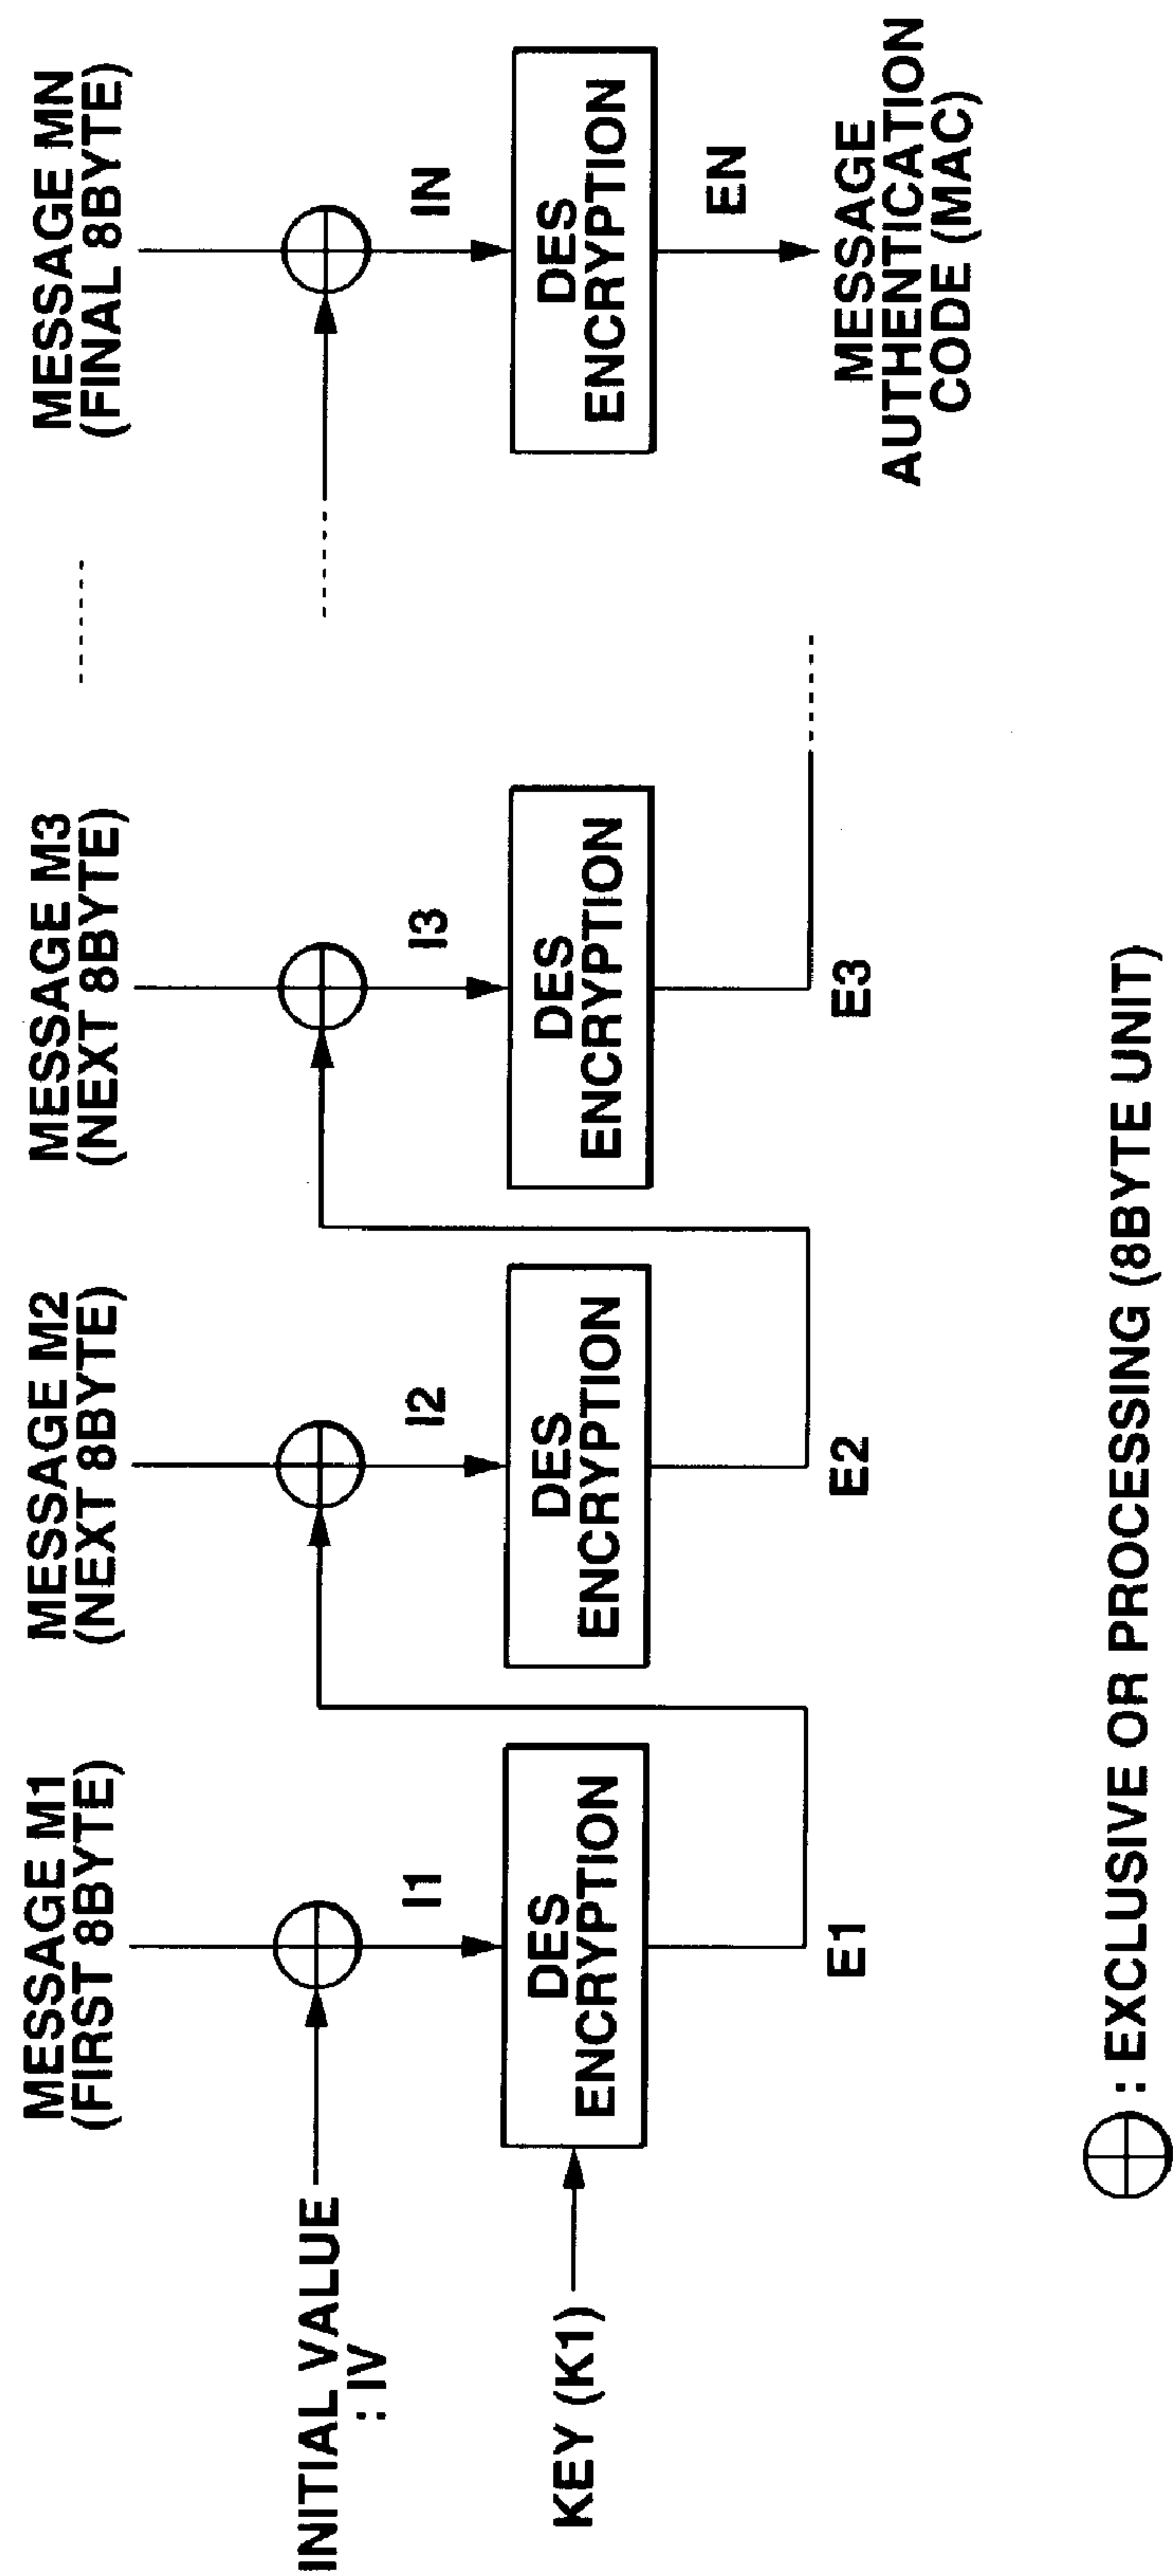 MESSAGE M1
(FIRST 8BYTE)
MESSAGE M2
(NEXT 8BYTE)
MESSAGE M3
(NEXT 8BYTE)
MESSAGE MN
(FINAL 8BYTE)
INITIAL VALUE
: IV
I1
I2
I3
IN
KEY (K1)
DES
ENCRYPTION
DES
ENCRYPTION
DES
ENCRYPTION
DES
ENCRYPTION
E1
E2
E3
EN
MESSAGE
AUTHENTICATION
CODE (MAC)
: EXCLUSIVE OR PROCESSING (8BYTE UNIT)